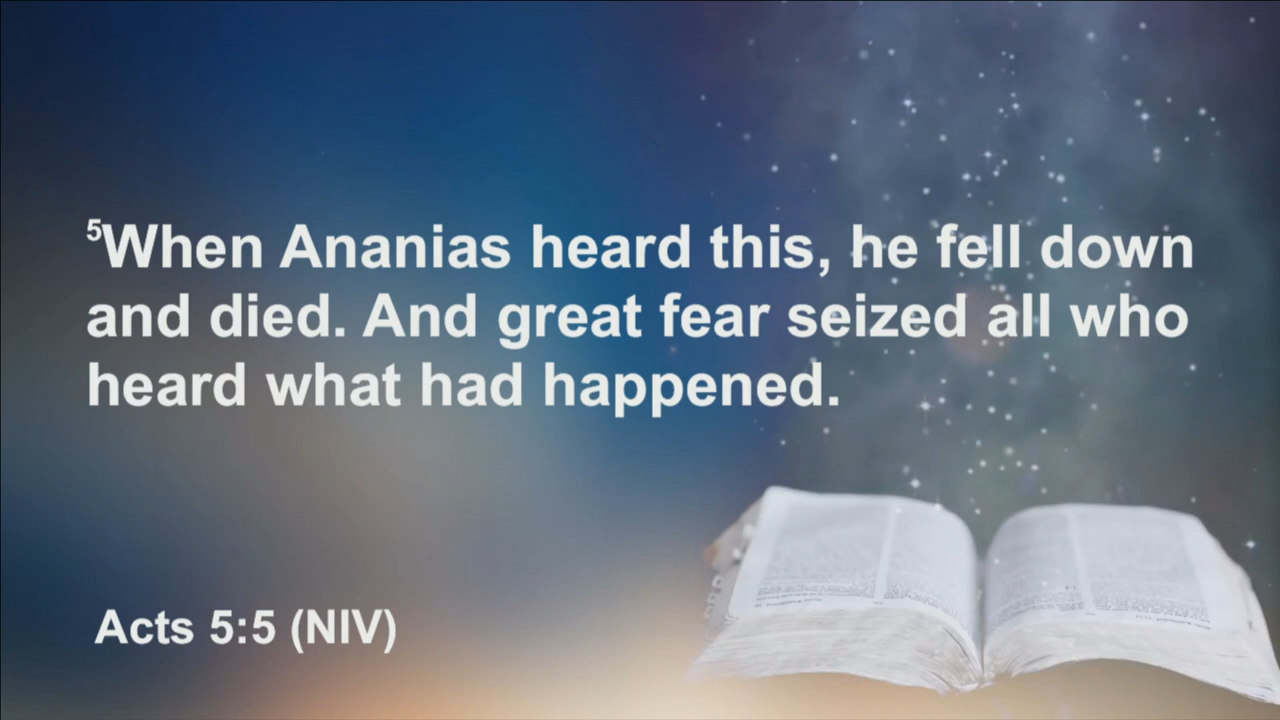 ⁵When Ananias heard this, he fell down
and died. And great fear seized all who
heard what had happened.
Acts 5:5 (NIV)